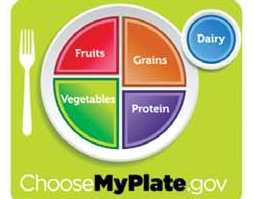 Dairy
Fruits
Grains
Vegetables
Protein
ChooseMyPlate.gov